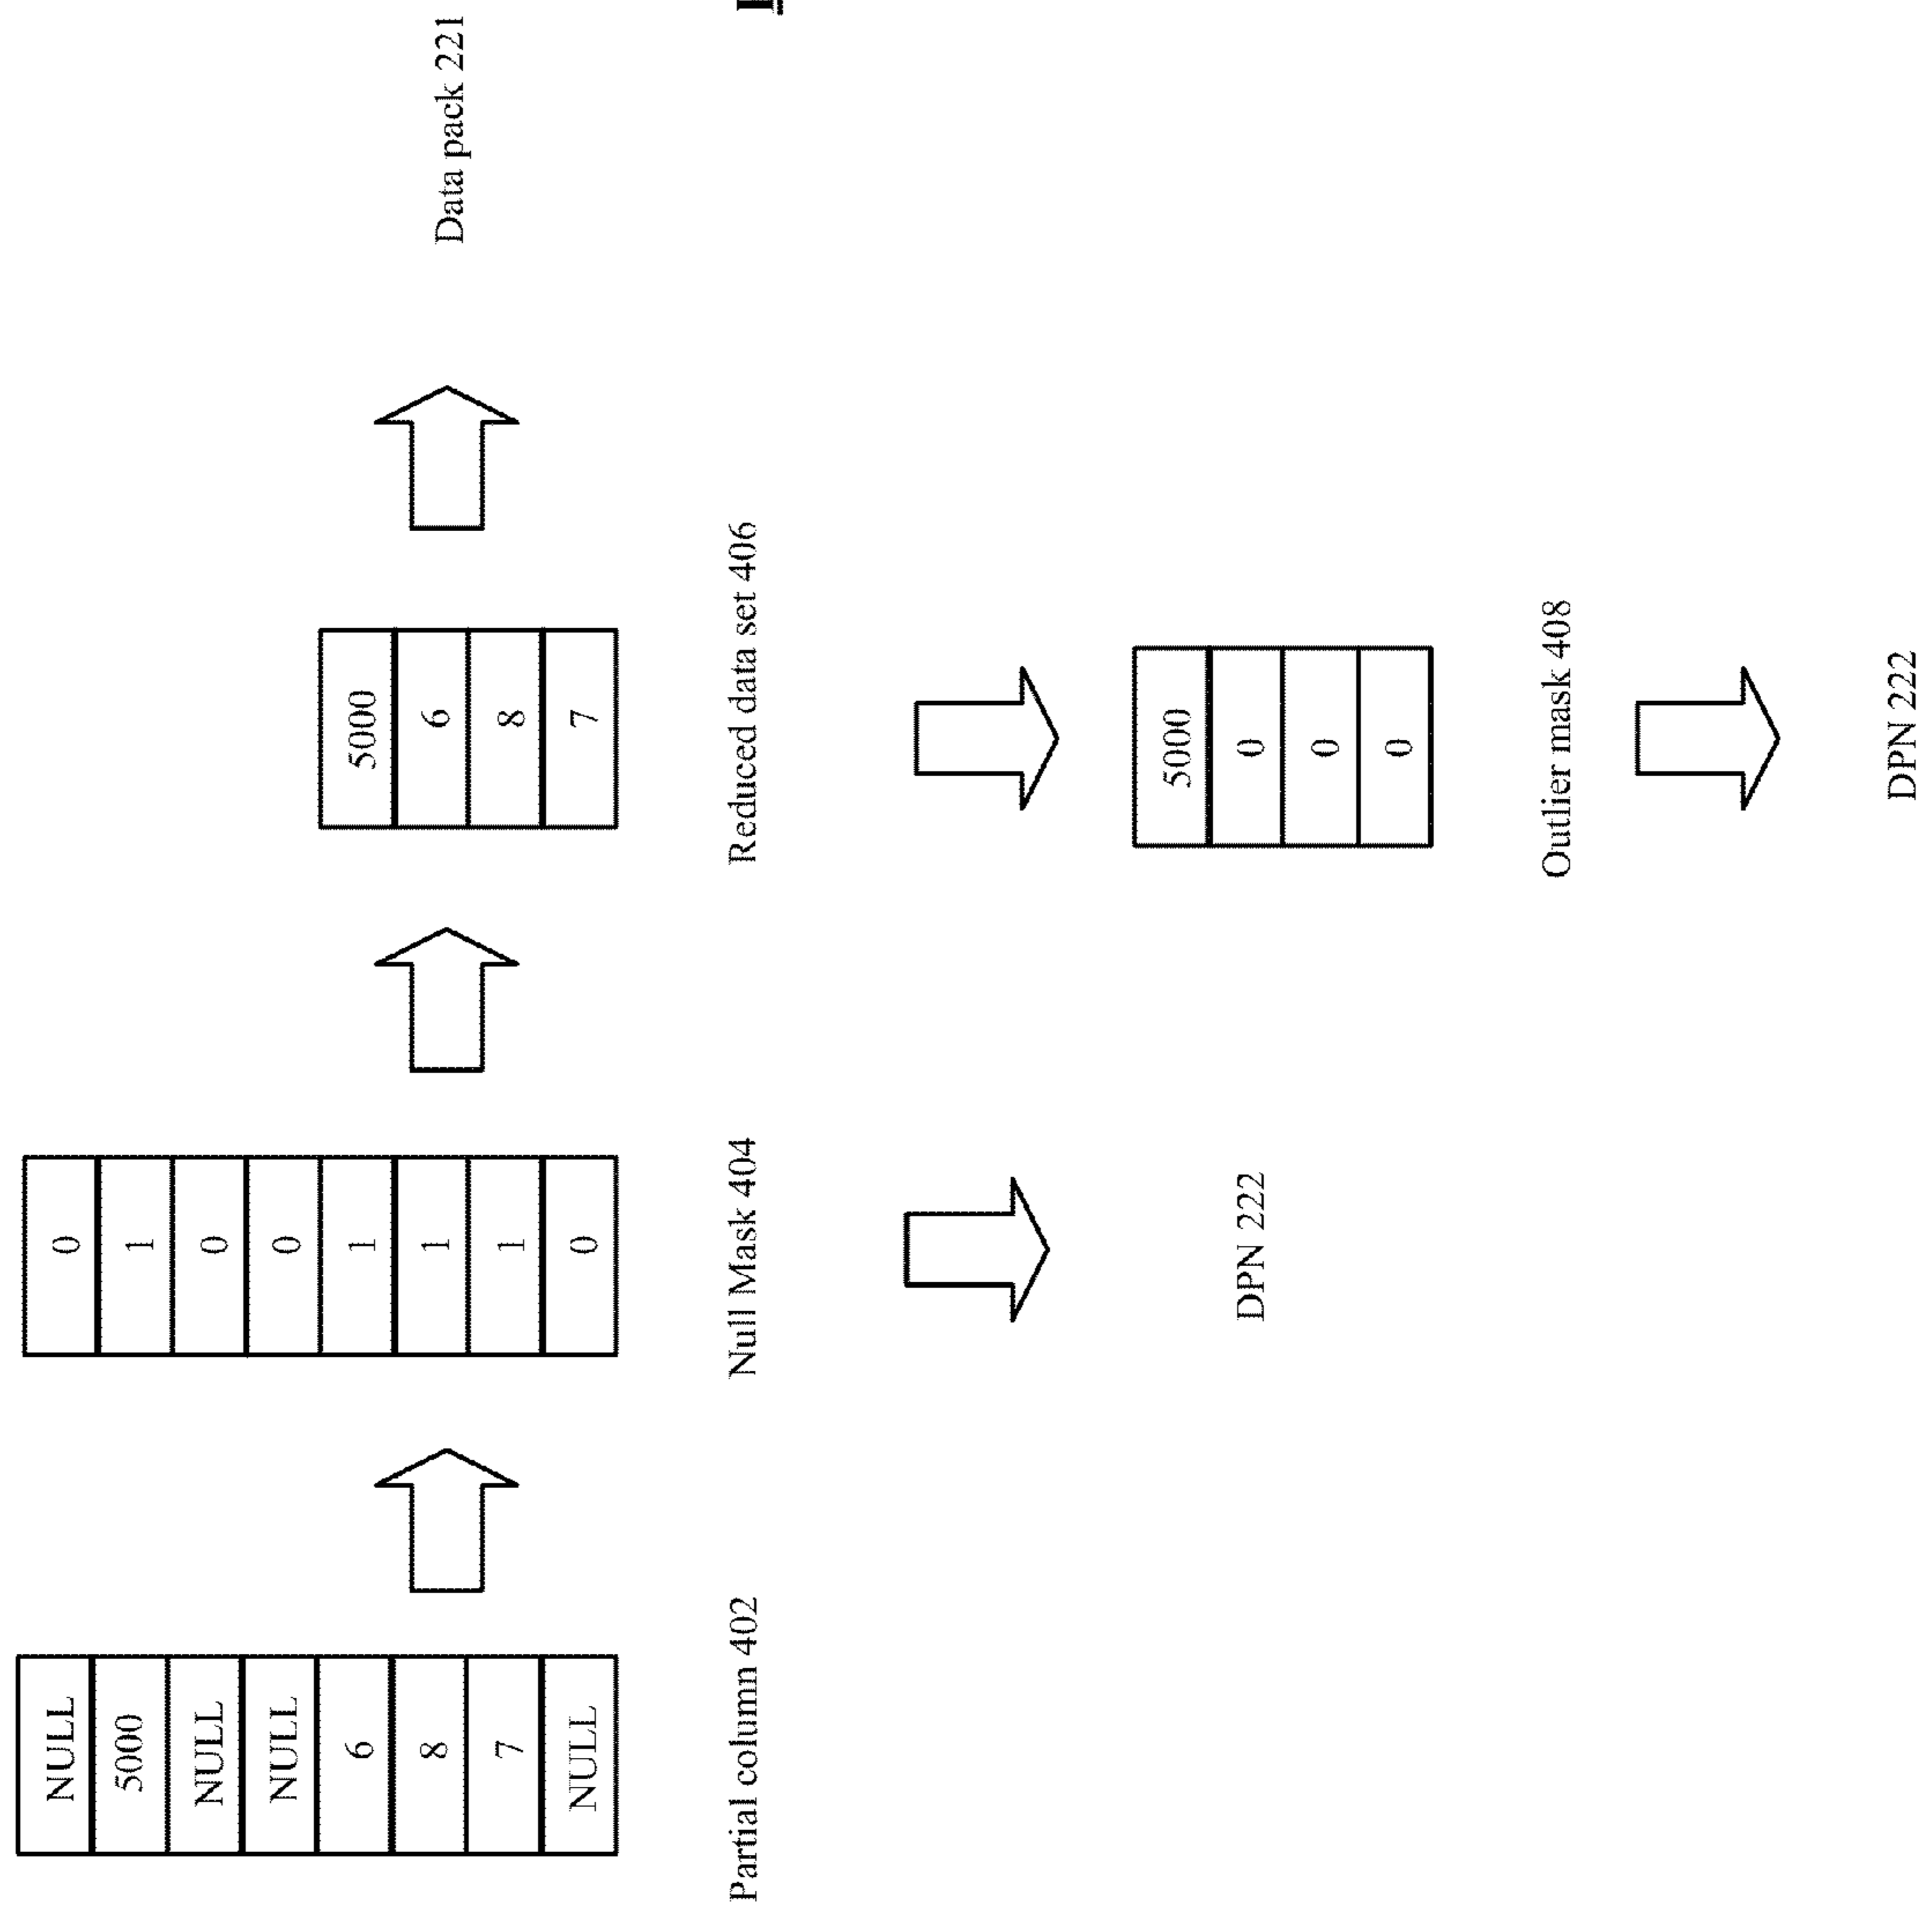 NULL
5000
NULL
NULL
6
8
7
NULL
Partial column 402
0
1
0
0
1
1
1
0
Null Mask 404
DPN 222
5000
6
8
7
Reduced data set 406
Data pack 221
5000
0
0
0
Outlier mask 408
DPN 222